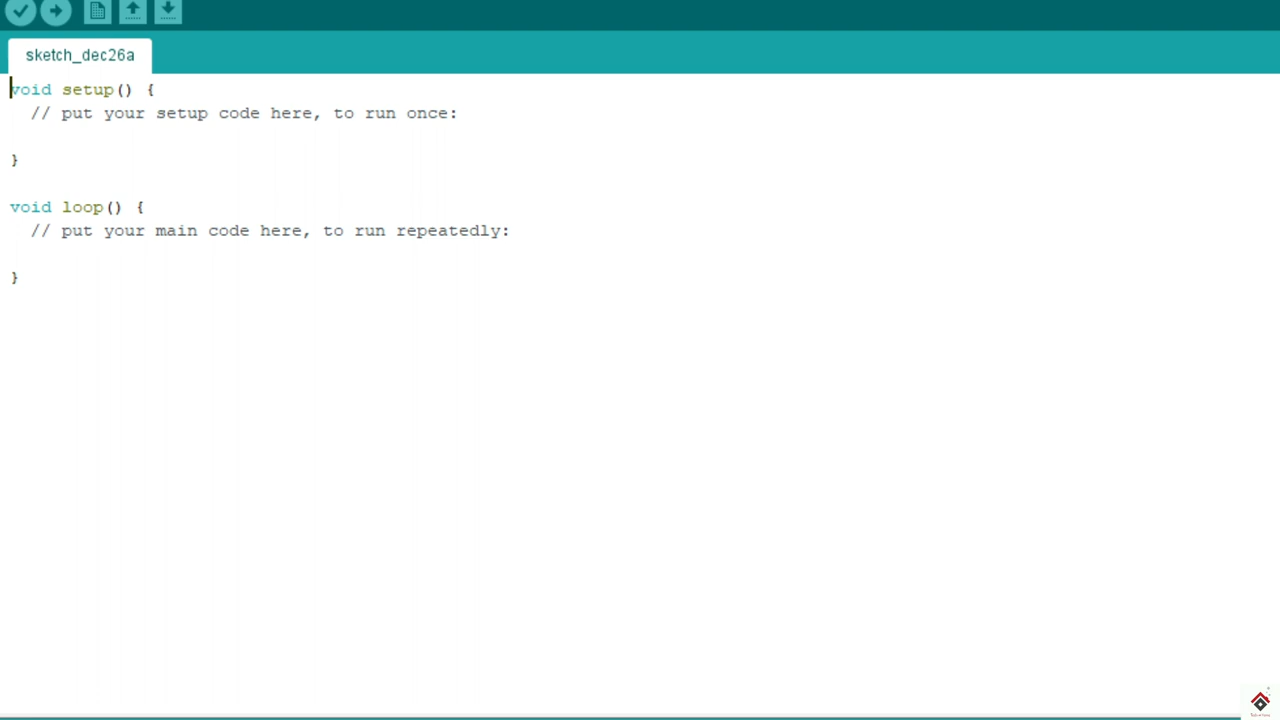 sketch_dec26a
void setup() {
// put your setup code here, to run once:
}
void loop() {
// put your main code here, to run repeatedly:
}